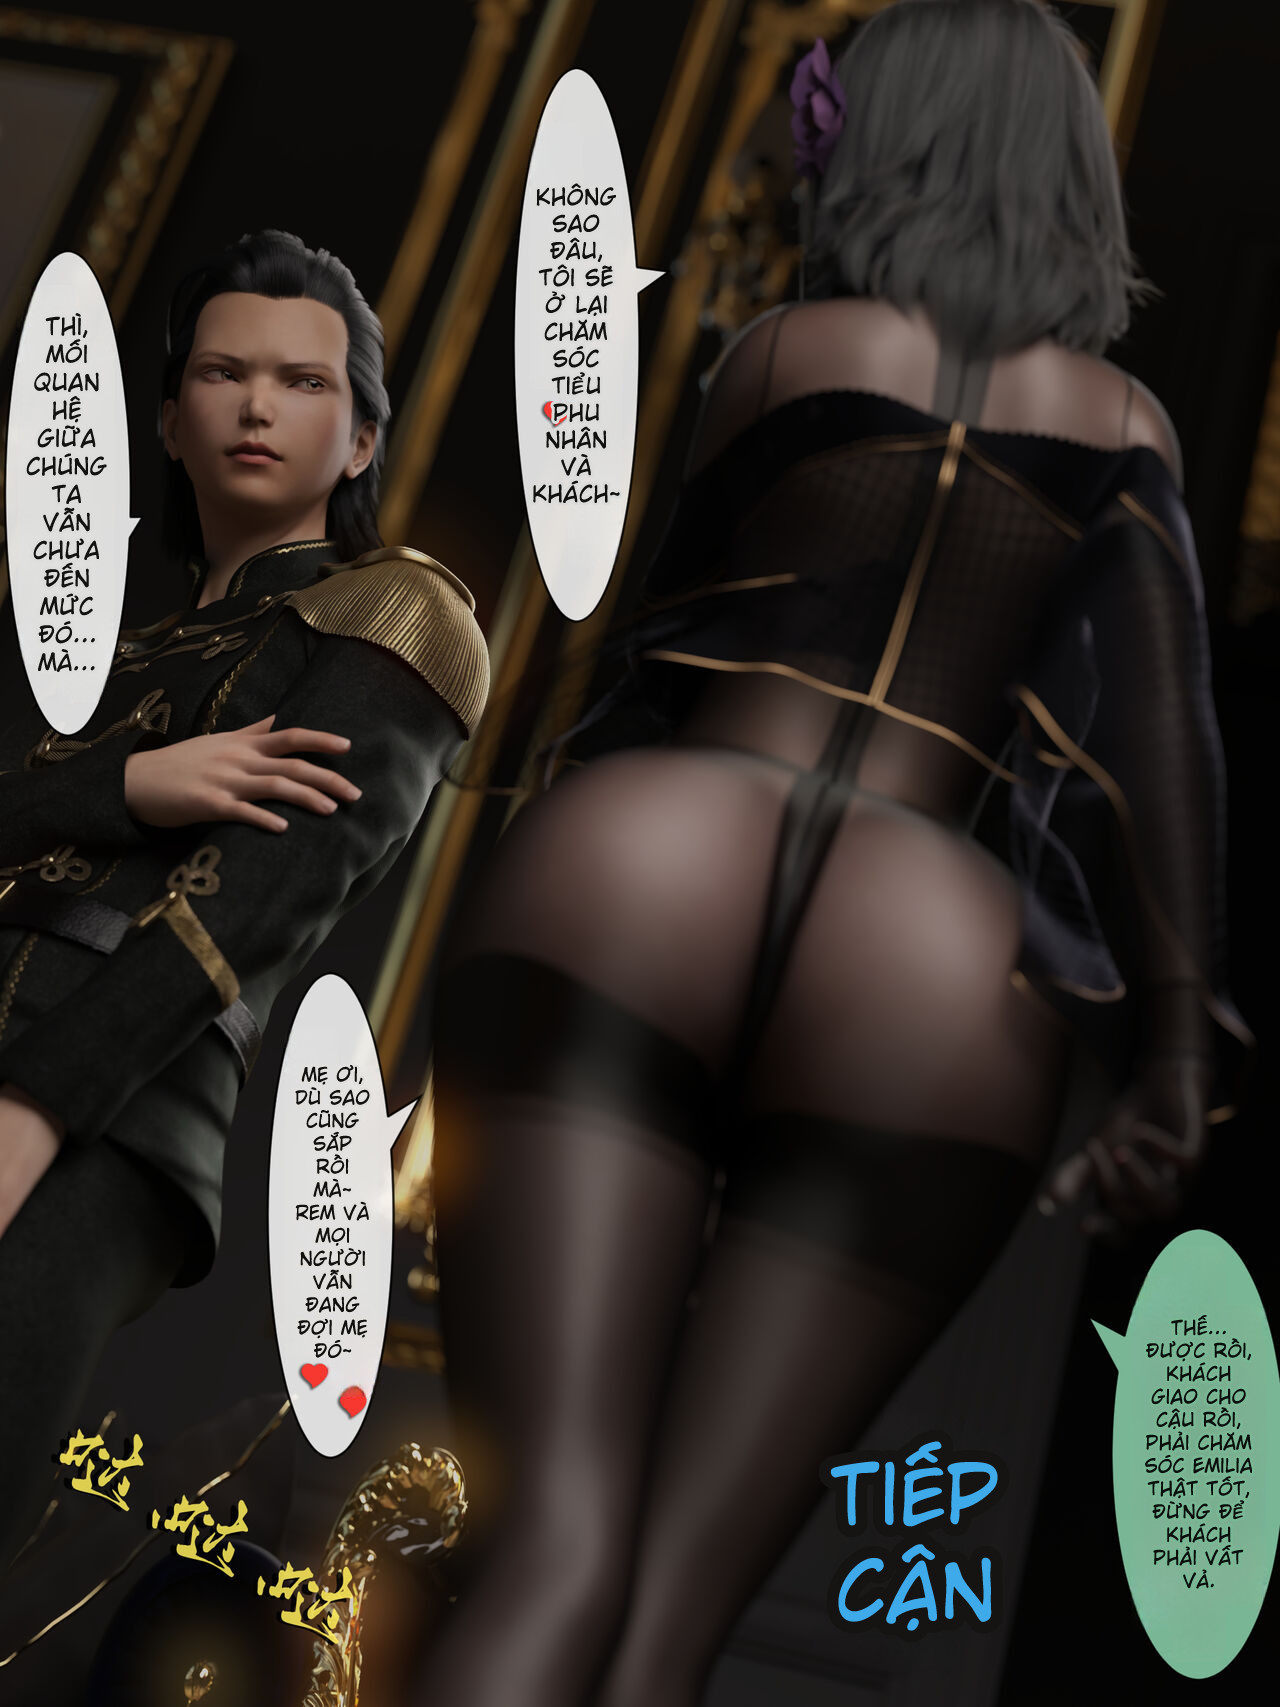 KHÔNG
SAO
ĐÂU,
TÔI SẼ
Ở LẠI
CHĂM
SÓC
TIỂU
PHU
NHÂN
VÀ
KHÁCH~
THÌ,
MỐI
QUAN
HỆ
GIỮA
CHÚNG
TA
VẪN
CHƯA
ĐẾN
MỨC
ĐÓ...
MÀ...
MẸ ƠI,
DÙ SAO
CŨNG
SẮP
RỒI
MÀ~
REM VÀ
MỌI
NGƯỜI
VẪN
ĐANG
ĐỢI MẸ
ĐÓ~
THẾ...
ĐƯỢC RỒI,
KHÁCH
GIAO CHO
CẬU RỒI,
PHẢI CHĂM
SÓC EMILIA
THẬT TỐT,
ĐỪNG ĐỂ
KHÁCH
PHẢI VẤT
VẢ.
哒 哒 哒
TIẾP
CẬN